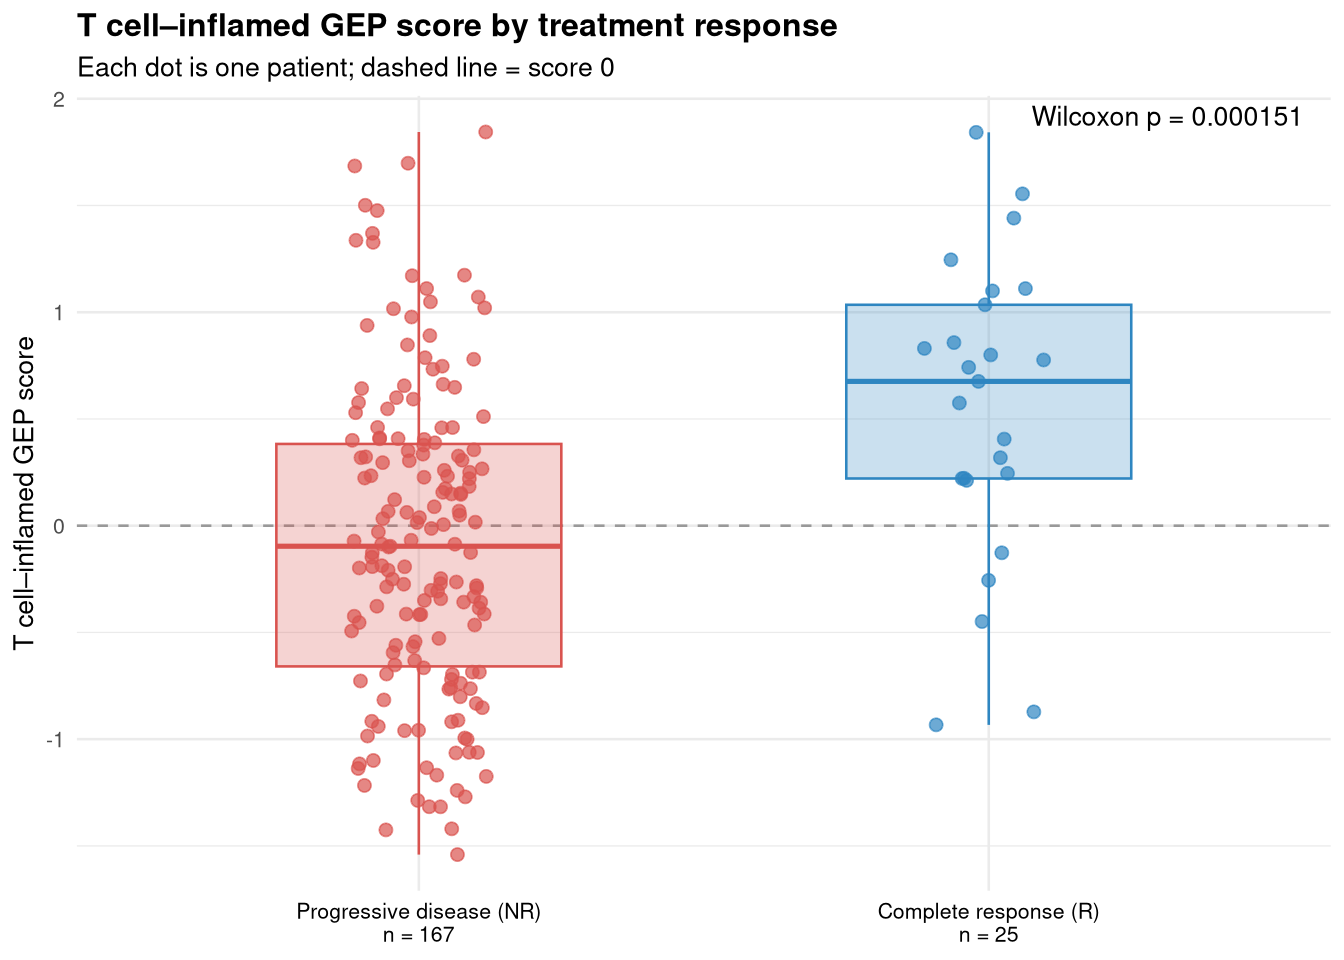 T cell–inflamed GEP score by treatment response
Each dot is one patient; dashed line = score 0
Wilcoxon p = 0.000151
T cell–inflamed GEP score
2
1
0
-1
Progressive disease (NR)
n = 167
Complete response (R)
n = 25